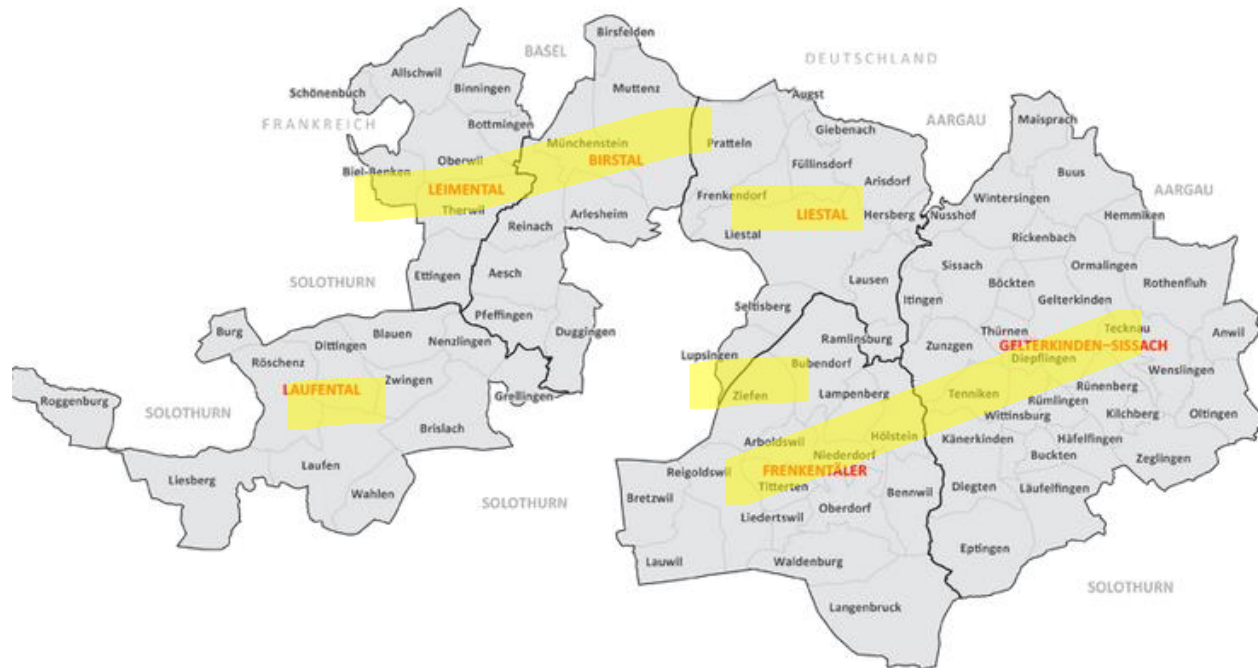 Birsfelden
BASEL
DEUTSCHLAND
Allschwil
Schönenbuch
Binningen
Muttenz
Augst
AARGAU
Maisprach
FRANKREICH
Bottmingen
Giebenach
Münchenstein
Pratteln
Oberwil
BIRSTAL
Füllinsdorf
Buus
Biel-Benken
Arisdorf
AARGAU
LEIMENTAL
Frenkendorf
Wintersingen
Therwil
Arlesheim
LIESTAL
Hersberg
Nusshof
Hemmiken
Reinach
Liestal
Rickenbach
Ettingen
Aesch
Sissach
Ormalingen
SOLOTHURN
Lausen
Böckten
Rothenfluh
Itingen
Gelterkinden
Pfeffingen
Seltisberg
Burg
Blauen
Duggingen
Thürnen
Tecknau
Anwil
Dittingen
Nenzlingen
Ramlinsburg
Zunzgen
GELTERKINDEN–SISSACH
Röschenz
Lupsingen
Bubendorf
Diepflingen
Wenslingen
LAUFENTAL
Zwingen
Grellingen
Ziefen
Lampenberg
Tenniken
Rünenberg
Roggenburg
SOLOTHURN
Rümlingen
Wittinsburg
Kilchberg
Oltingen
Brislach
Arboldswil
Hölstein
Känerkinden
Häfelfingen
Niederdorf
Buckten
Zeglingen
Laufen
Reigoldswil
FRENKENTÄLER
Liesberg
Titterten
Bennwil
Diegten
Läufelfingen
Wahlen
SOLOTHURN
Bretzwil
Liedertswil
Oberdorf
Eptingen
Lauwil
Waldenburg
SOLOTHURN
Langenbruck